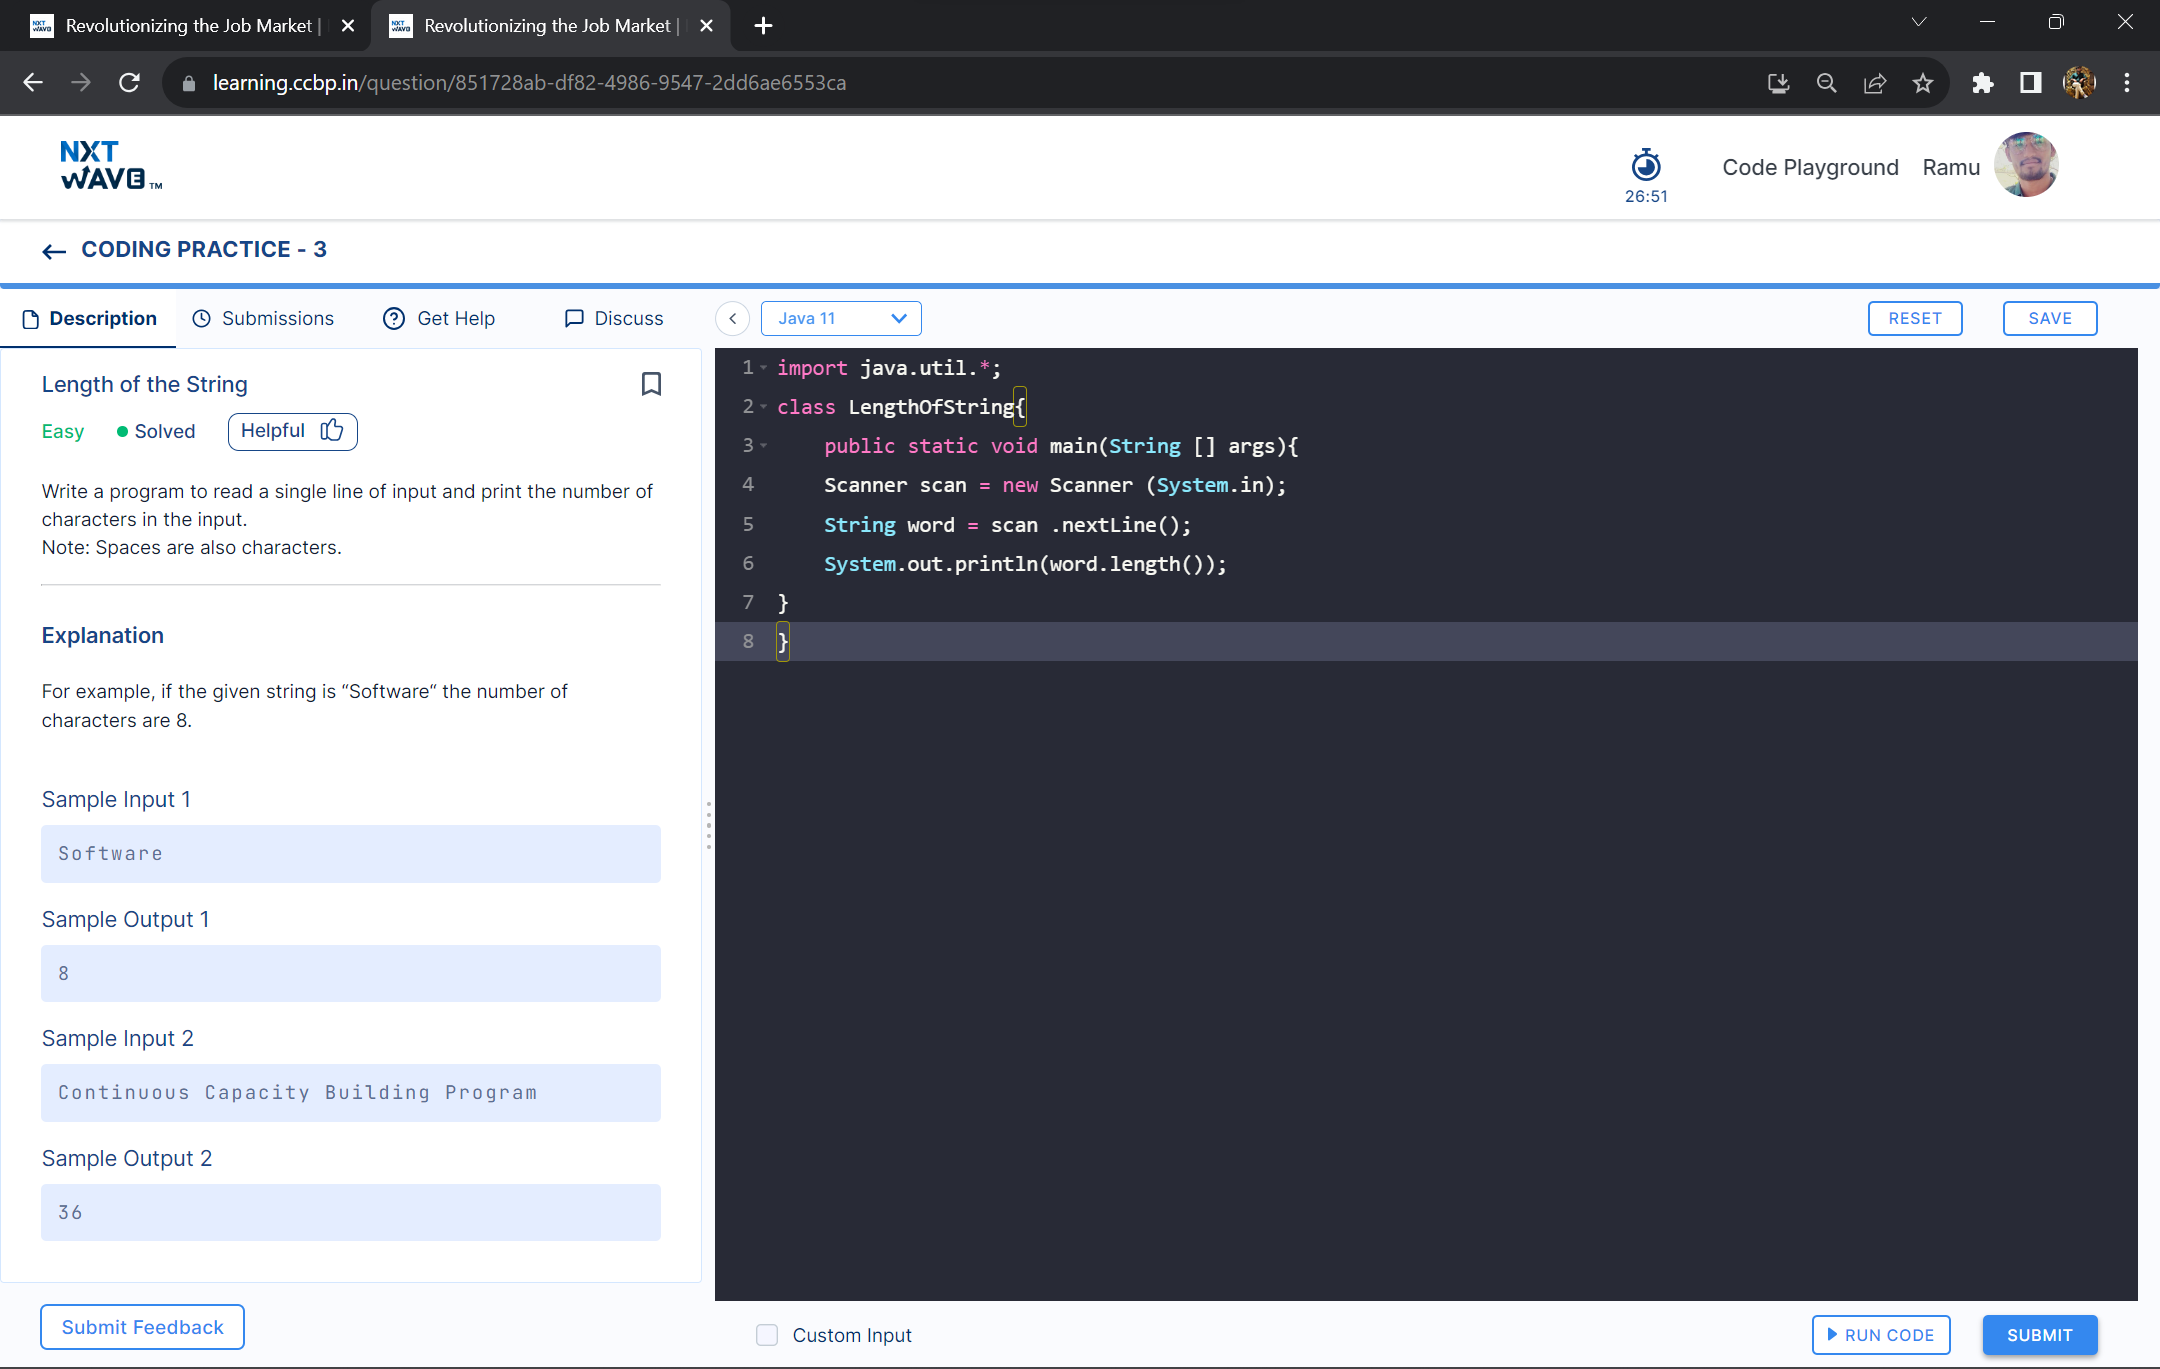 Revolutionizing the Job Market |
Revolutionizing the Job Market |
learning.ccbp.in/question/851728ab-df82-4986-9547-2dd6ae6553ca
NXT
WAVE™
26:51
Code Playground
Ramu
CODING PRACTICE - 3
Description
Submissions
Get Help
Discuss
Java 11
RESET
SAVE
Length of the String
Easy
Solved
Helpful
Write a program to read a single line of input and print the number of
characters in the input.
Note: Spaces are also characters.
Explanation
For example, if the given string is “Software“ the number of
characters are 8.
Sample Input 1
Software
Sample Output 1
8
Sample Input 2
Continuous Capacity Building Program
Sample Output 2
36
Submit Feedback
1 import java.util.*;
2 class LengthOfString{
3 public static void main(String [] args){
4 Scanner scan = new Scanner (System.in);
5 String word = scan .nextLine();
6 System.out.println(word.length());
7 }
8 }
Custom Input
RUN CODE
SUBMIT